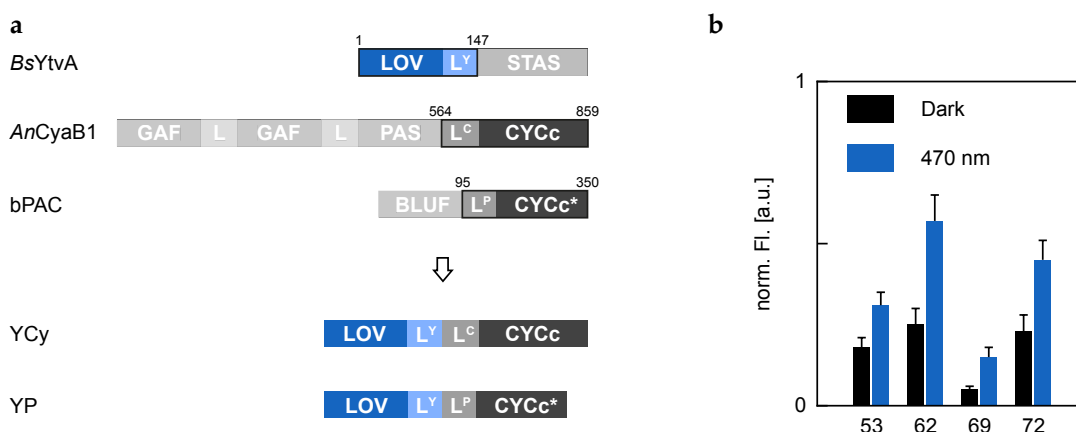 a
1 147
BsYtvA LOV Lʸ STAS
564 859
AnCyaB1 GAF L GAF L PAS Lᶜ CYCc
95 350
bPAC BLUF Lᴾ CYCc*
YCy LOV Lʸ Lᶜ CYCc
YP LOV Lʸ Lᴾ CYCc*
b
1
Dark
470 nm
norm. Fl. [a.u.]
0
53 62 69 72